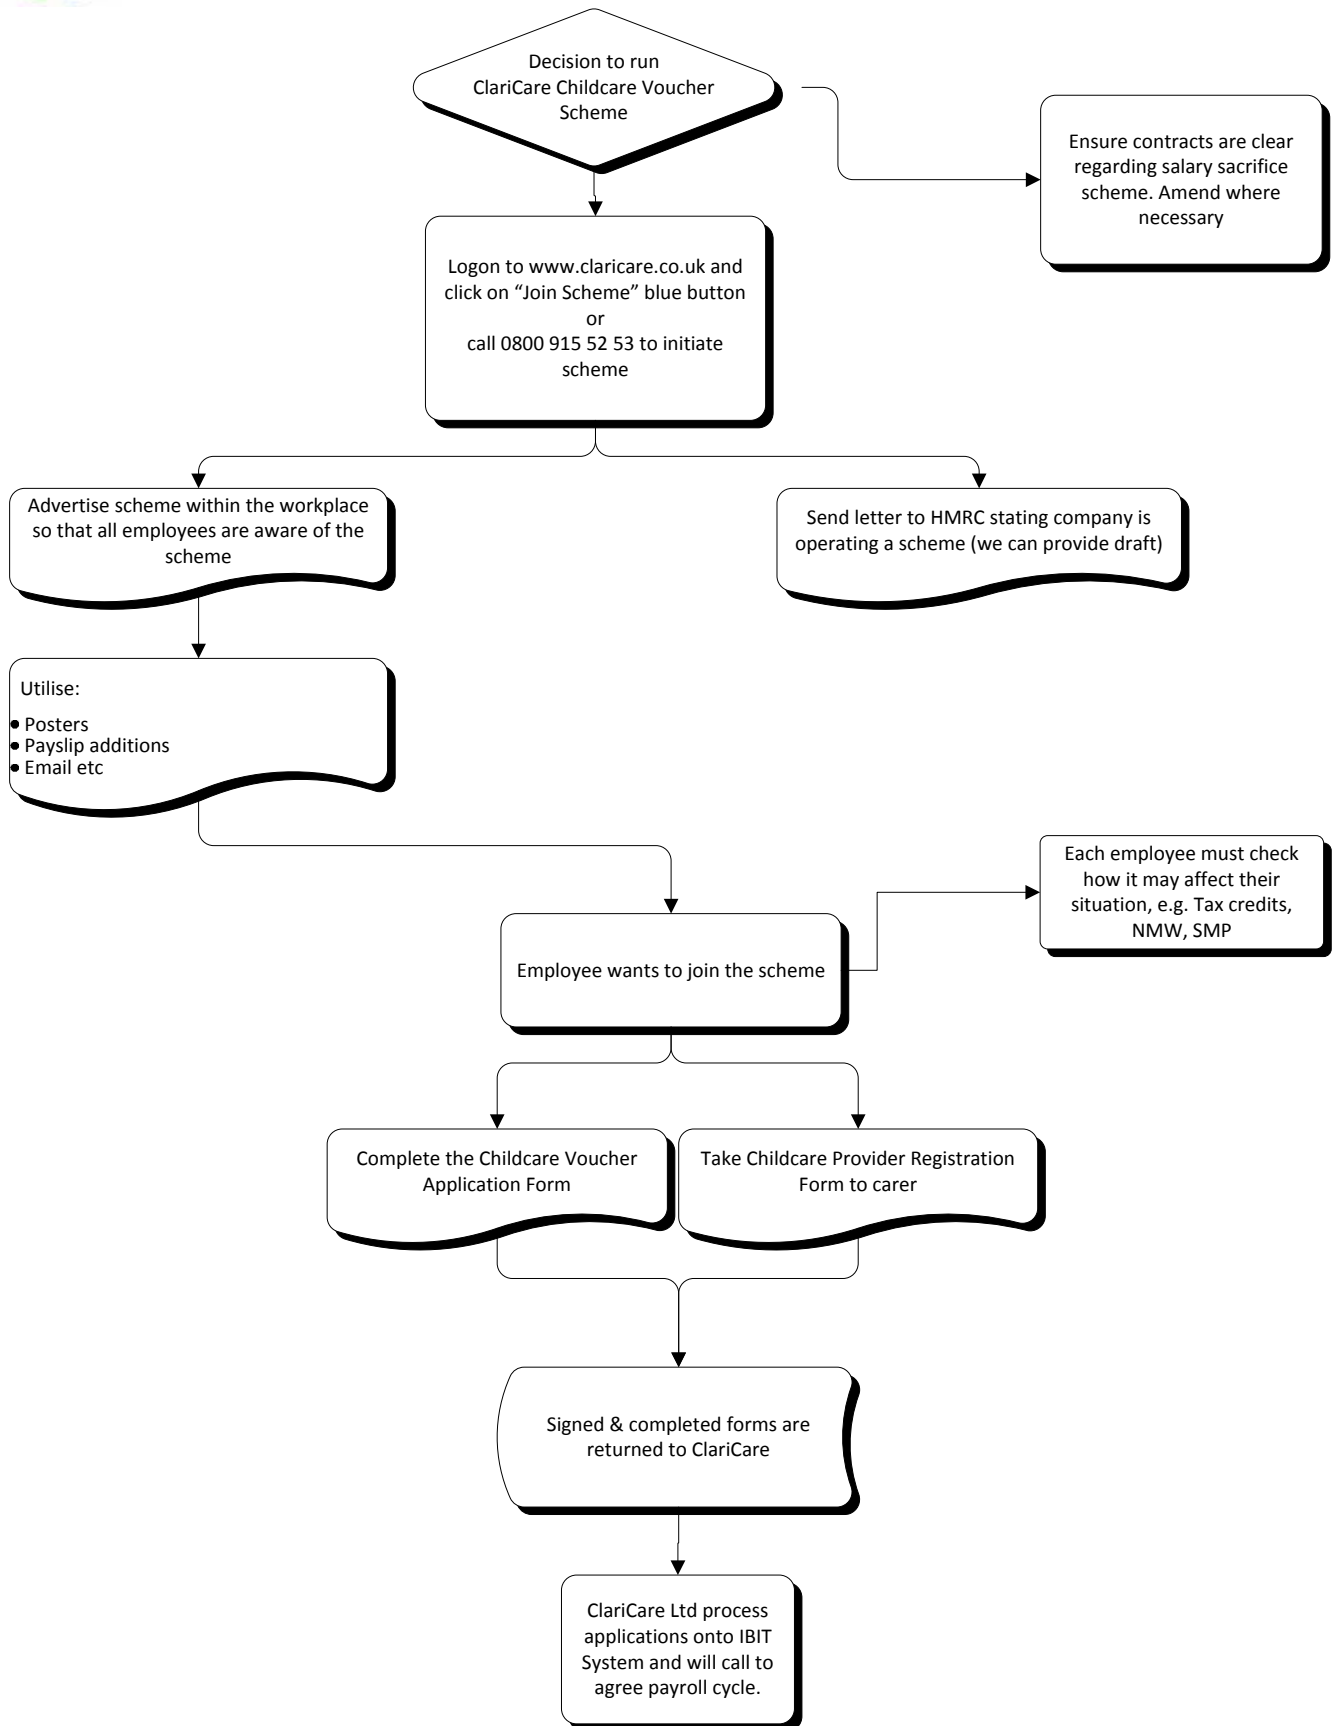 Decision to run
ClariCare Childcare Voucher
Scheme
Ensure contracts are clear
regarding salary sacrifice
scheme. Amend where
necessary
Logon to www.claricare.co.uk and
click on “Join Scheme” blue button
or
call 0800 915 52 53 to initiate
scheme
Advertise scheme within the workplace
so that all employees are aware of the
scheme
Send letter to HMRC stating company is
operating a scheme (we can provide draft)
Utilise:
• Posters
• Payslip additions
• Email etc
Each employee must check
how it may affect their
situation, e.g. Tax credits,
NMW, SMP
Employee wants to join the scheme
Complete the Childcare Voucher
Application Form
Take Childcare Provider Registration
Form to carer
Signed & completed forms are
returned to ClariCare
ClariCare Ltd process
applications onto IBIT
System and will call to
agree payroll cycle.